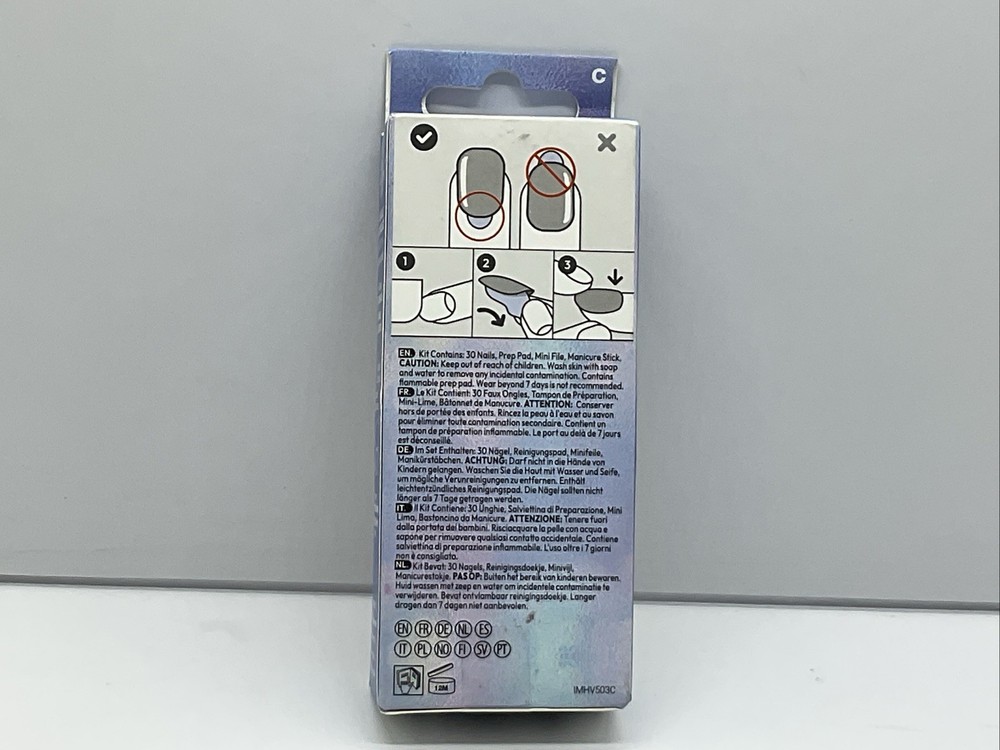 C
1
2
3
EN Kit Contains: 30 Nails, Prep Pad, Mini File, Manicure Stick.
CAUTION: Keep out of reach of children. Wash skin with soap
and water to remove any incidental contamination. Contains
flammable prep pad. Wear beyond 7 days is not recommended.
FR Le Kit Contient: 30 Faux Ongles, Tampon de Préparation,
Mini-Lime, Bâtonnet de Manucure. ATTENTION: Conserver
hors de portée des enfants. Rincez la peau à l'eau et au savon
pour éliminer toute contamination secondaire. Contient un
tampon de préparation inflammable. Le port au delà de 7 jours
est déconseillé.
DE Im Set Enthalten: 30 Nägel, Reinigungspad, Minifeile,
Manikürstäbchen. ACHTUNG: Darf nicht in die Hände von
Kindern gelangen. Waschen Sie die Haut mit Wasser und Seife,
um mögliche Verunreinigungen zu entfernen. Enthält
leichtentzündliches Reinigungspad. Die Nägel sollten nicht
länger als 7 Tage getragen werden.
IT Il Kit Contiene: 30 Unghie, Salviettina di Preparazione, Mini
Lima, Bastoncino da Manicure. ATTENZIONE: Tenere fuori
dalla portata dei bambini. Risciacquare la pelle con acqua e
sapone per rimuovere qualsiasi contatto accidentale. Contiene
salviettina di preparazione inflammabile. L'uso oltre i 7 giorni
non è consigliato.
NL Kit Bevat: 30 Nagels, Reinigingsdoekje, Minivijl,
Manicurestokje. PAS OP: Buiten het bereik van kinderen bewaren.
Huid wassen met zeep en water om incidentele contaminatie te
verwijderen. Bevat ontvlambaar reinigingsdoekje. Langer
dragen dan 7 dagen niet aanbevolen.
EN FR DE NL ES
IT PL NO FI SV PT
12M
IMHV503C